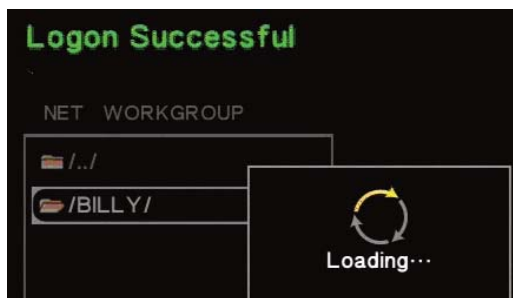 Logon Successful
NET WORKGROUP
/../
/BILLY/
Loading···